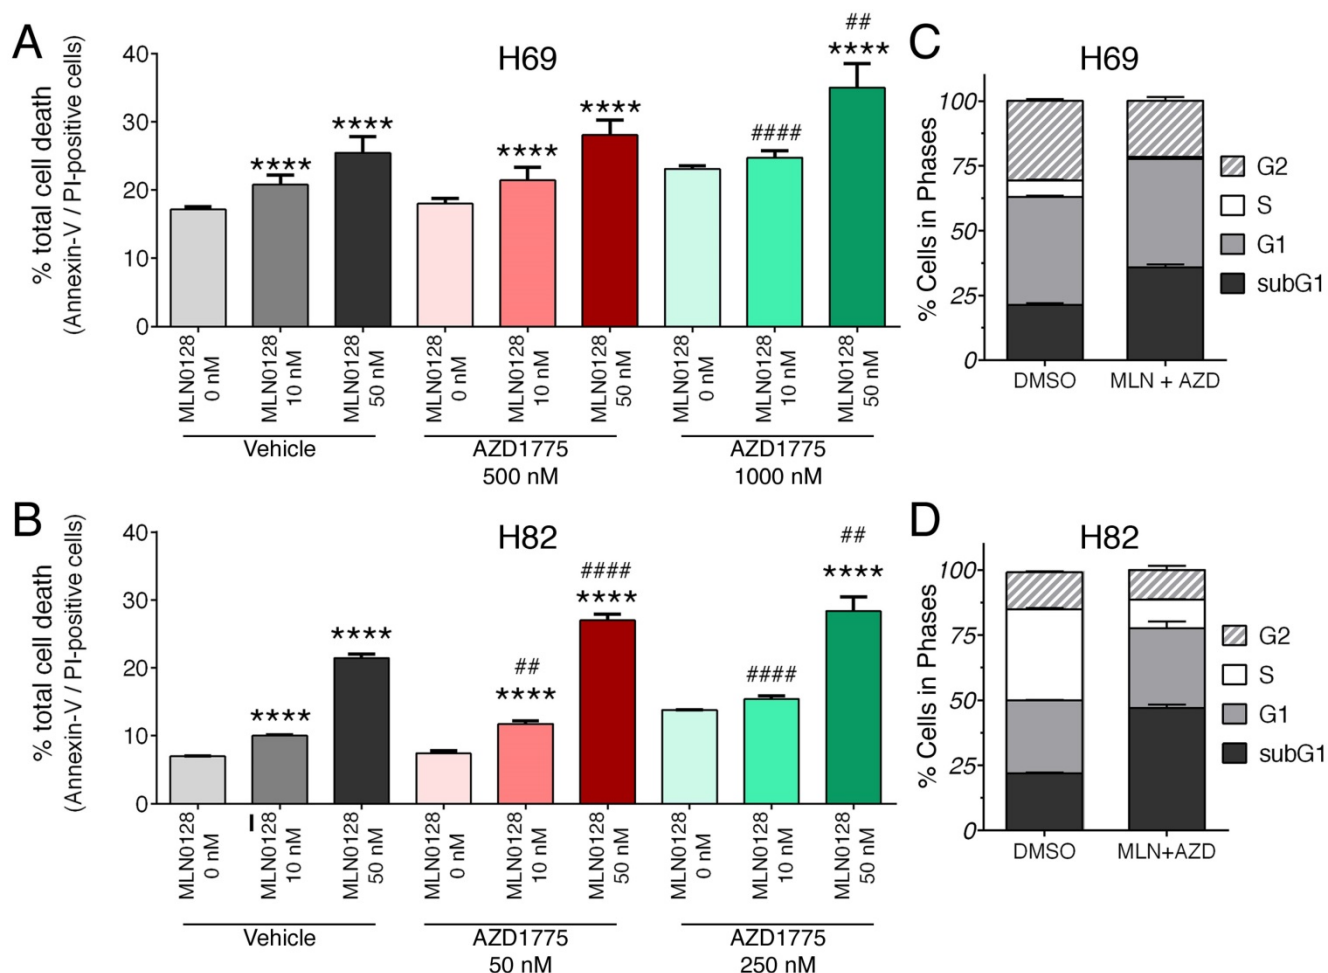 A
H69
% total cell death
(Annexin-V / PI-positive cells)
40
30
20
10
0
****
****
****
****
####
##
****
MLN0128
0 nM
MLN0128
10 nM
MLN0128
50 nM
MLN0128
0 nM
MLN0128
10 nM
MLN0128
50 nM
MLN0128
0 nM
MLN0128
10 nM
MLN0128
50 nM
Vehicle
AZD1775
500 nM
AZD1775
1000 nM
C
H69
% Cells in Phases
100
75
50
25
0
DMSO
MLN + AZD
G2
S
G1
subG1
B
H82
% total cell death
(Annexin-V / PI-positive cells)
40
30
20
10
0
****
****
##
****
####
****
####
##
****
MLN0128
0 nM
MLN0128
10 nM
MLN0128
50 nM
MLN0128
0 nM
MLN0128
10 nM
MLN0128
50 nM
MLN0128
0 nM
MLN0128
10 nM
MLN0128
50 nM
Vehicle
AZD1775
50 nM
AZD1775
250 nM
D
H82
% Cells in Phases
100
75
50
25
0
DMSO
MLN+AZD
G2
S
G1
subG1